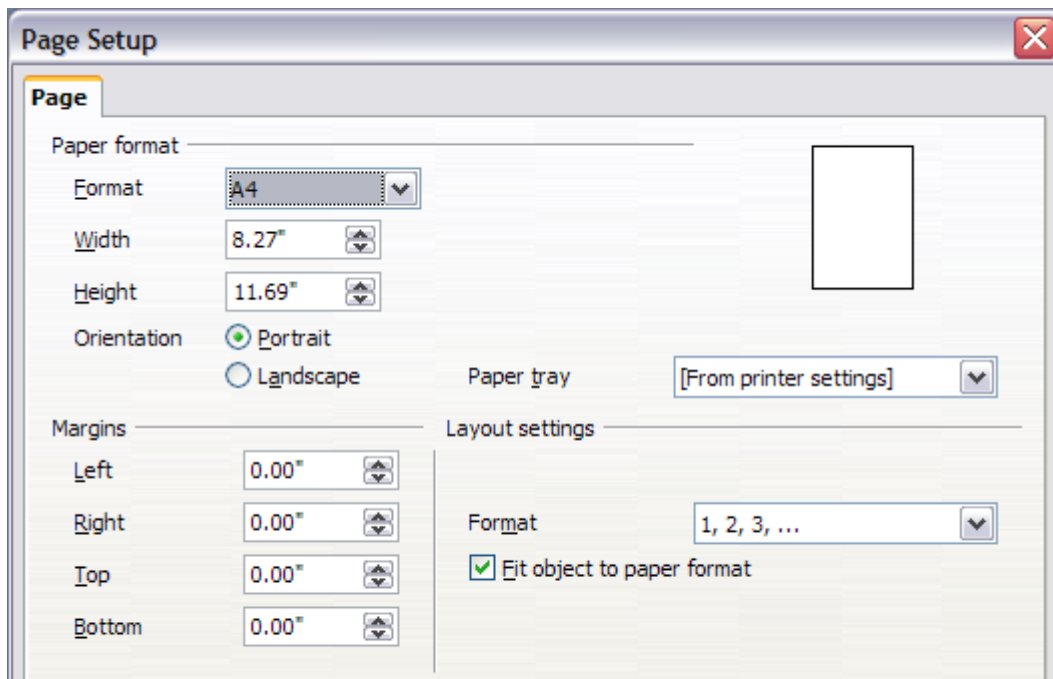 Page Setup
Page
Paper format
Format A4
Width 8.27"
Height 11.69"
Orientation Portrait
Landscape Paper tray [From printer settings]
Margins Layout settings
Left 0.00"
Right 0.00" Format 1, 2, 3, ...
Top 0.00" Fit object to paper format
Bottom 0.00"